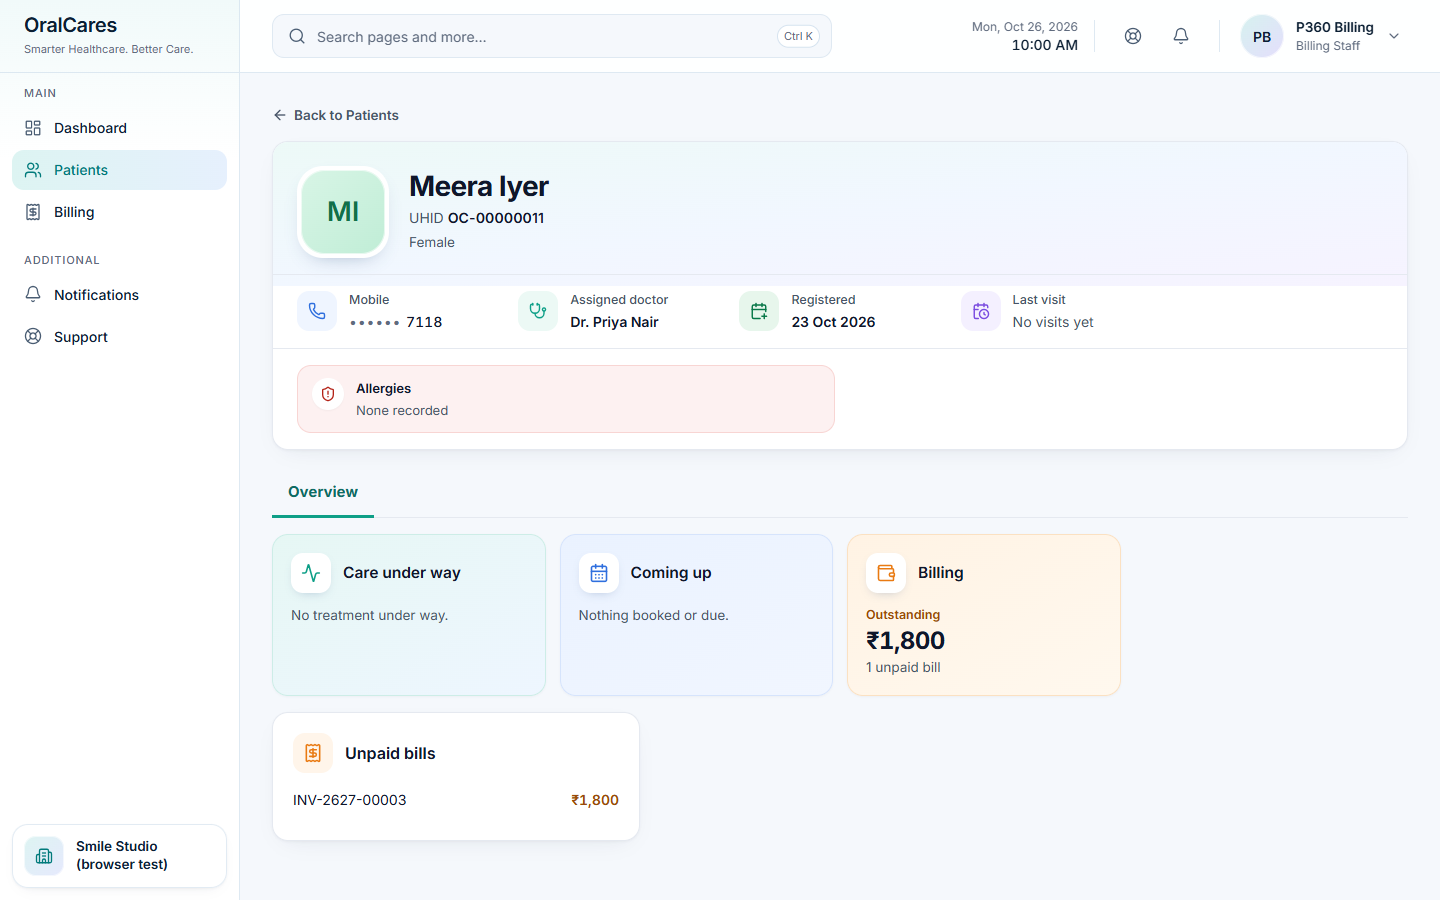 OralCares
Smarter Healthcare. Better Care.
MAIN
Dashboard
Patients
Billing
ADDITIONAL
Notifications
Support
Smile Studio
(browser test)
Search pages and more...
Ctrl K
Mon, Oct 26, 2026
10:00 AM
PB
P360 Billing
Billing Staff
Back to Patients
MI
Meera Iyer
UHID OC-00000011
Female
Mobile
•••••• 7118
Assigned doctor
Dr. Priya Nair
Registered
23 Oct 2026
Last visit
No visits yet
Allergies
None recorded
Overview
Care under way
No treatment under way.
Coming up
Nothing booked or due.
Billing
Outstanding
₹1,800
1 unpaid bill
Unpaid bills
INV-2627-00003
₹1,800